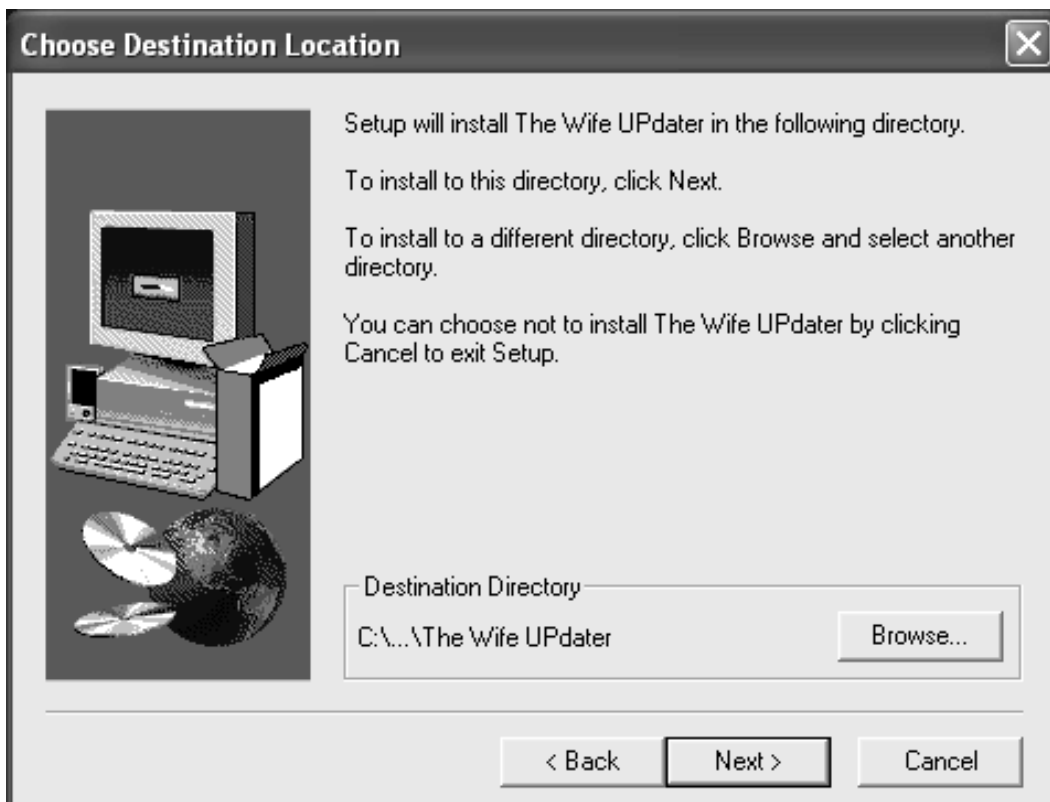 Choose Destination Location
Setup will install The Wife UPdater in the following directory.
To install to this directory, click Next.
To install to a different directory, click Browse and select another
directory.
You can choose not to install The Wife UPdater by clicking
Cancel to exit Setup.
Destination Directory
C:\...\The Wife UPdater
Browse...
< Back
Next >
Cancel